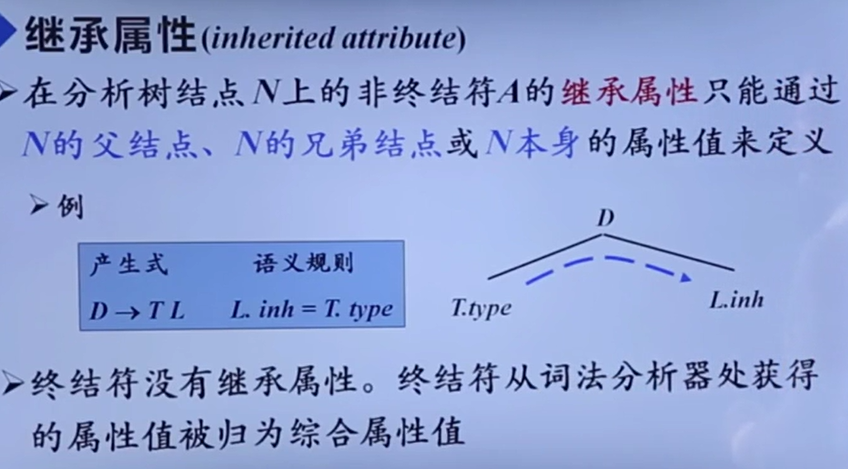 继承属性(inherited attribute)
➢在分析树结点N上的非终结符A的继承属性只能通过
N的父结点、N的兄弟结点或N本身的属性值来定义
➢例
产生式 语义规则
D→T L L. inh = T. type
D
T.type L.inh
➢终结符没有继承属性。终结符从词法分析器处获得
的属性值被归为综合属性值